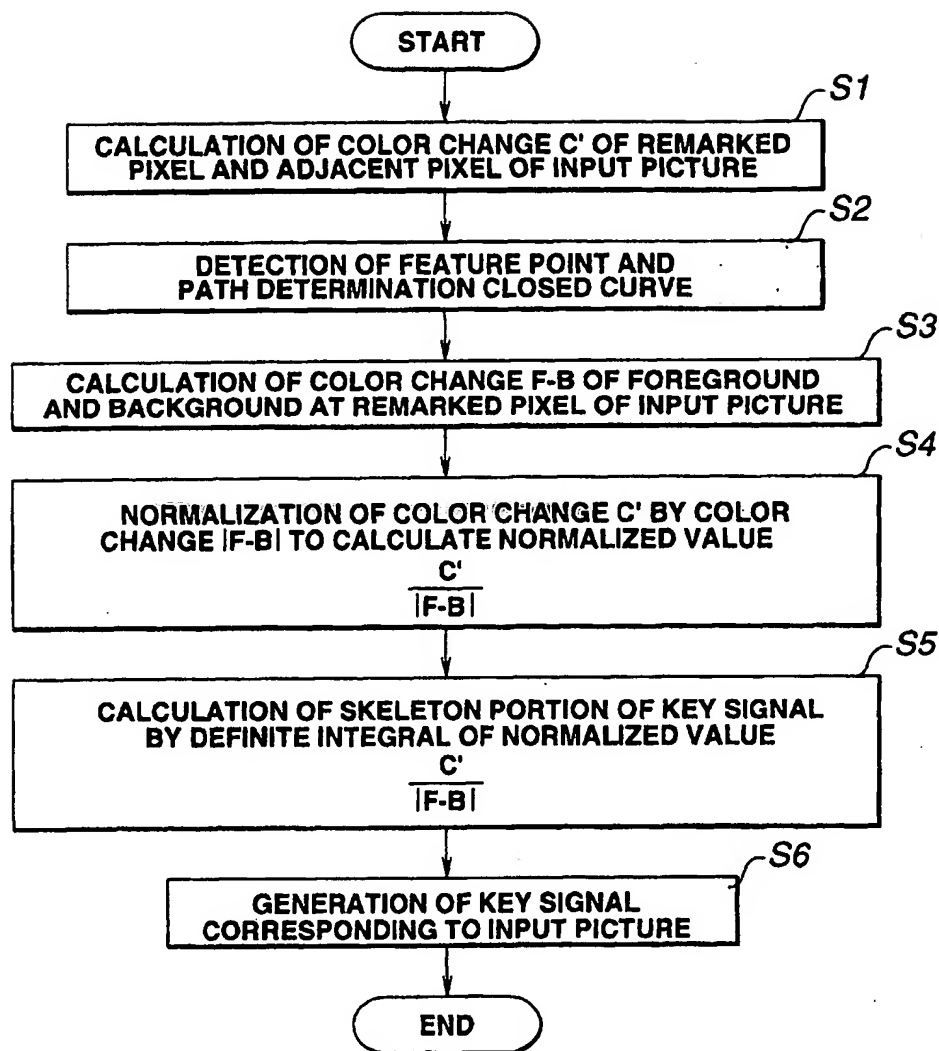 START
S1
CALCULATION OF COLOR CHANGE C' OF REMARKED
PIXEL AND ADJACENT PIXEL OF INPUT PICTURE
S2
DETECTION OF FEATURE POINT AND
PATH DETERMINATION CLOSED CURVE
S3
CALCULATION OF COLOR CHANGE F-B OF FOREGROUND
AND BACKGROUND AT REMARKED PIXEL OF INPUT PICTURE
S4
NORMALIZATION OF COLOR CHANGE C' BY COLOR
CHANGE |F-B| TO CALCULATE NORMALIZED VALUE
C'
|F-B|
S5
CALCULATION OF SKELETON PORTION OF KEY SIGNAL
BY DEFINITE INTEGRAL OF NORMALIZED VALUE
C'
|F-B|
S6
GENERATION OF KEY SIGNAL
CORRESPONDING TO INPUT PICTURE
END